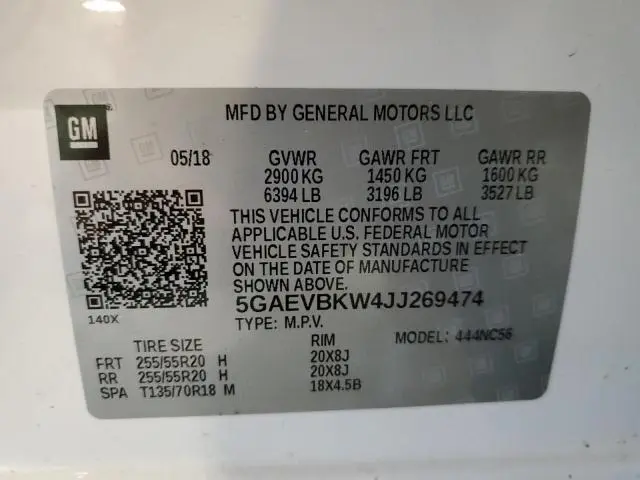 GM
MFD BY GENERAL MOTORS LLC
05/18 GVWR GAWR FRT GAWR RR
2900 KG 1450 KG 1600 KG
6394 LB 3196 LB 3527 LB
THIS VEHICLE CONFORMS TO ALL
APPLICABLE U.S. FEDERAL MOTOR
VEHICLE SAFETY STANDARDS IN EFFECT
ON THE DATE OF MANUFACTURE
SHOWN ABOVE.
5GAEVBKW4JJ269474
140X
TYPE: M.P.V. MODEL: 444NC56
TIRE SIZE RIM
FRT 255/55R20 H 20X8J
RR 255/55R20 H 20X8J
SPA T135/70R18 M 18X4.5B